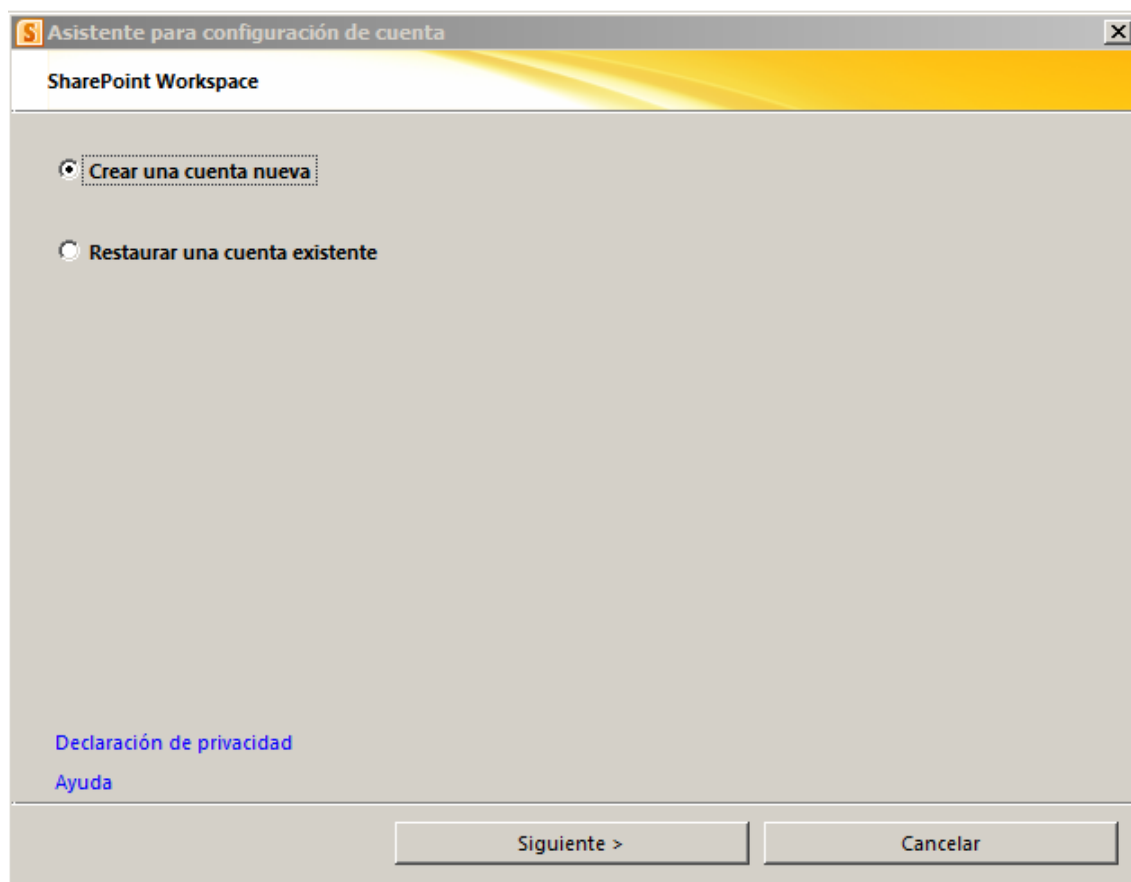 Asistente para configuración de cuenta
SharePoint Workspace
Crear una cuenta nueva
Restaurar una cuenta existente
Declaración de privacidad
Ayuda
Siguiente >
Cancelar